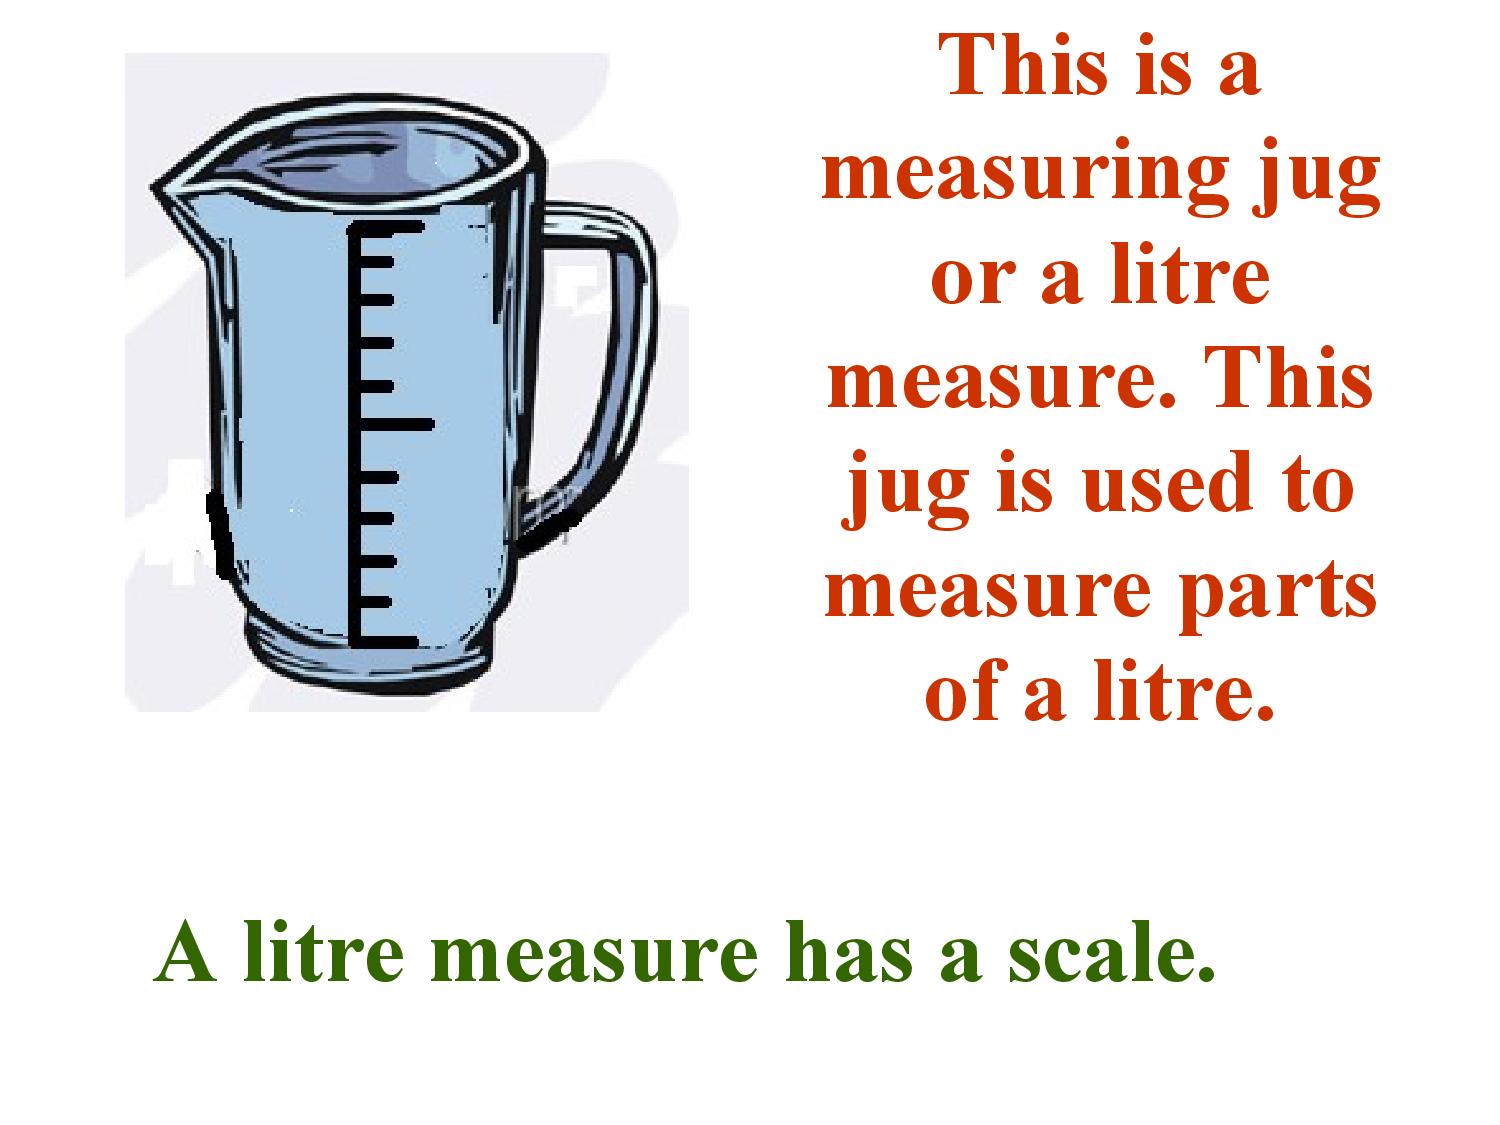 This is a
measuring jug
or a litre
measure. This
jug is used to
measure parts
of a litre.
A litre measure has a scale.